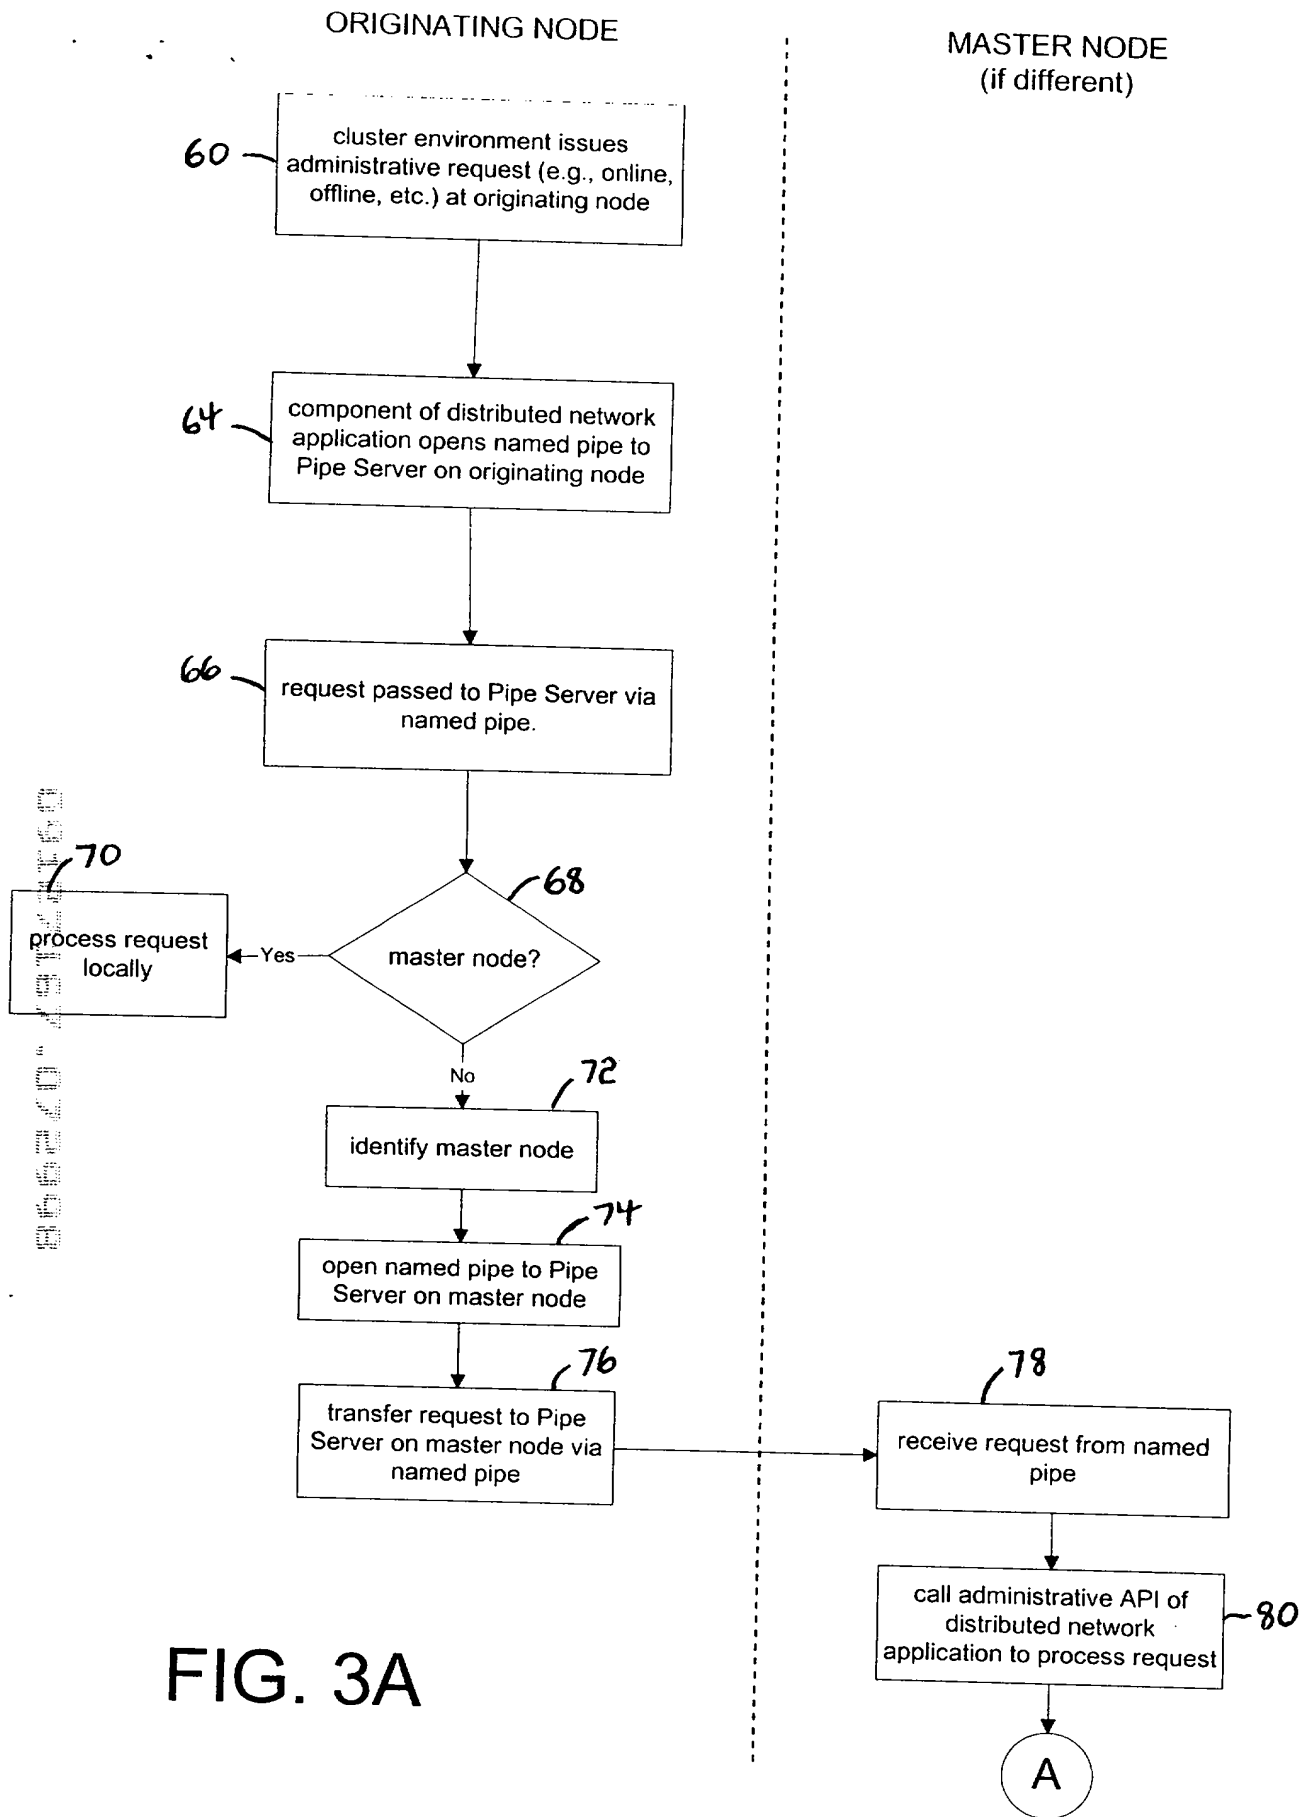 ORIGINATING NODE
MASTER NODE
(if different)
60
cluster environment issues
administrative request (e.g., online,
offline, etc.) at originating node
64
component of distributed network
application opens named pipe to
Pipe Server on originating node
66
request passed to Pipe Server via
named pipe.
70
68
process request
locally
Yes
master node?
No
72
identify master node
74
open named pipe to Pipe
Server on master node
76
transfer request to Pipe
Server on master node via
named pipe
78
receive request from named
pipe
call administrative API of
distributed network
application to process request
80
FIG. 3A
A